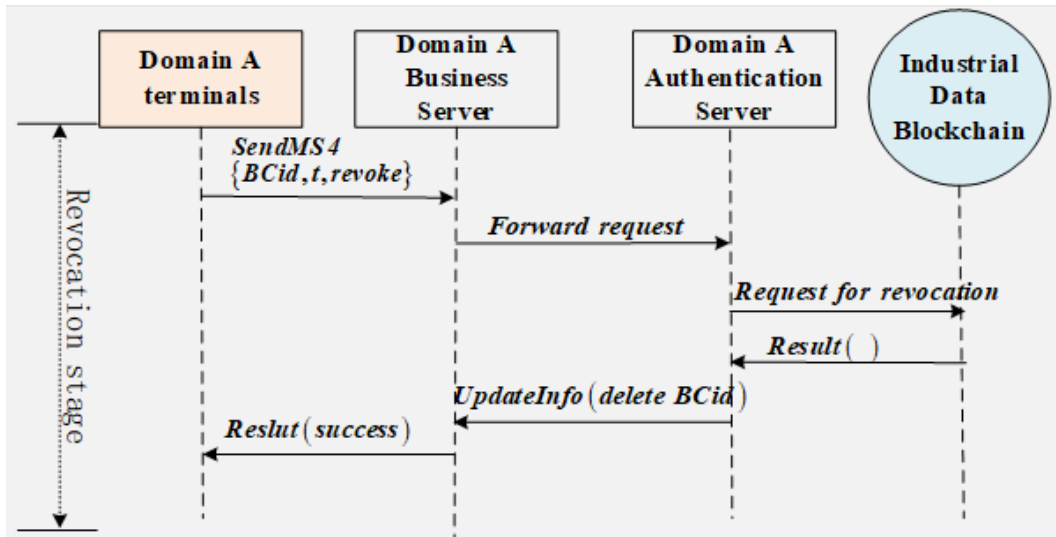 Domain A
terminals
Domain A
Business
Server
Domain A
Authentication
Server
Industrial
Data
Blockchain
Revocation stage
SendMS4
{BCid,t,revoke}
Forward request
Request for revocation
Result( )
UpdateInfo(delete BCid)
Reslut(success)